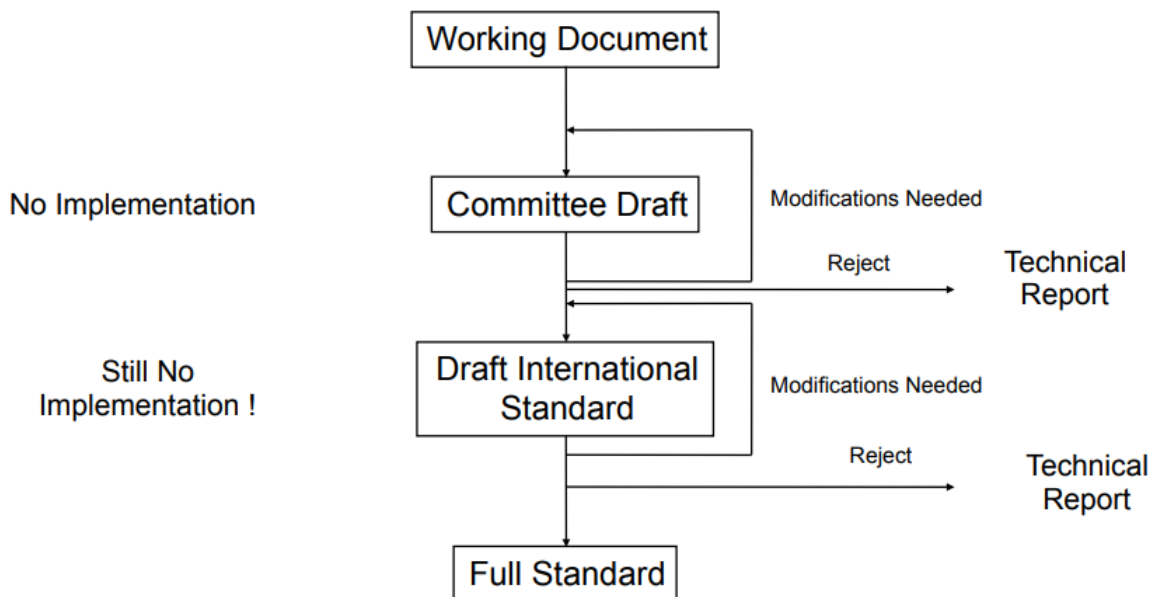 Working Document
No Implementation
Committee Draft
Modifications Needed
Reject
Technical
Report
Still No
Implementation !
Draft International
Standard
Modifications Needed
Reject
Technical
Report
Full Standard